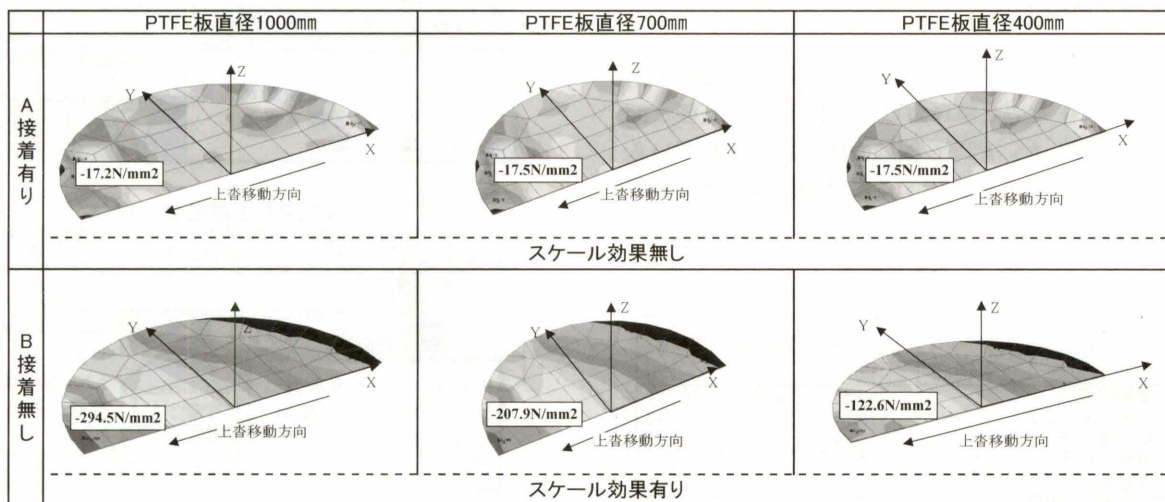 PTFE板直径1000㎜
PTFE板直径700㎜
PTFE板直径400㎜
A接着有り
Z
Y
X
-17.2N/mm2
上沓移動方向
Z
Y
X
-17.5N/mm2
上沓移動方向
Z
Y
X
-17.5N/mm2
上沓移動方向
スケール効果無し
B接着無し
Z
Y
X
-294.5N/mm2
上沓移動方向
Z
Y
X
-207.9N/mm2
上沓移動方向
Z
Y
X
-122.6N/mm2
上沓移動方向
スケール効果有り